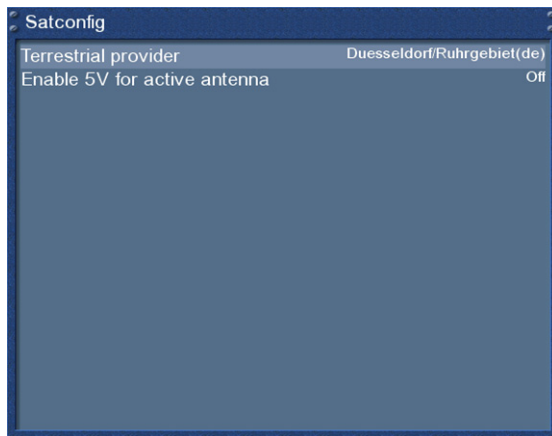 Satconfig
Terrestrial provider Duesseldorf/Ruhrgebiet(de)
Enable 5V for active antenna Off